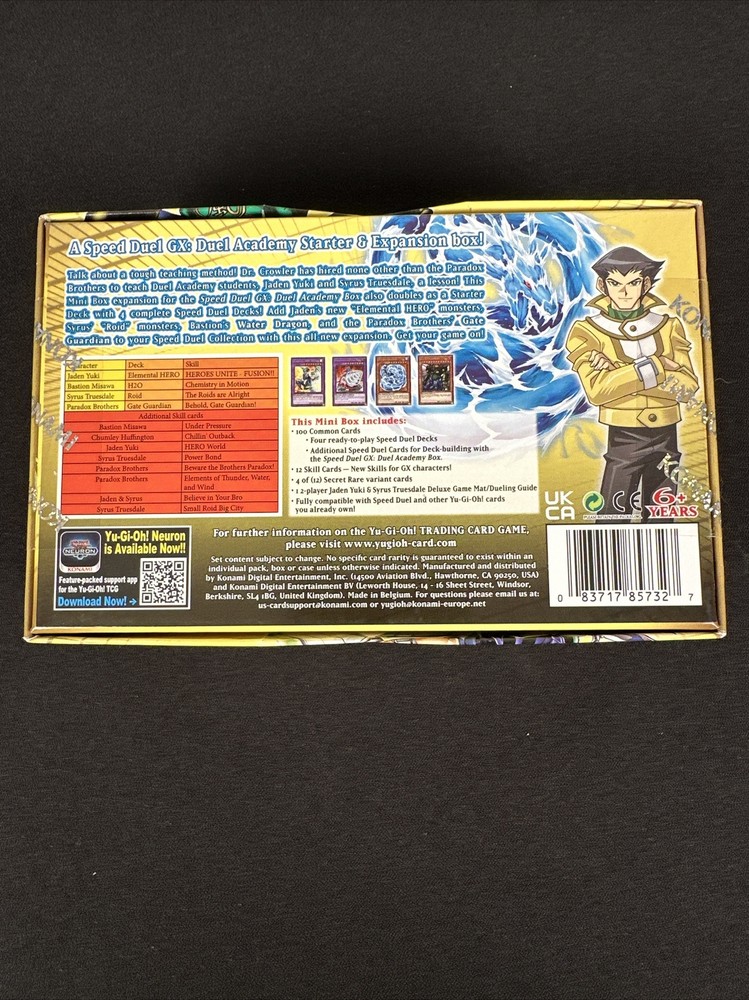 A Speed Duel GX: Duel Academy Starter & Expansion box!
Talk about a tough teaching method! Dr. Crowler has hired none other than the Paradox
Brothers to teach Duel Academy students, Jaden Yuki and Syrus Truesdale, a lesson! This
Mini Box expansion for the Speed Duel GX: Duel Academy Box also doubles as a Starter
Deck with 4 complete Speed Duel Decks! Add Jaden's new "Elemental HERO" monsters,
Syrus' "Roid" monsters, Bastion's Water Dragon, and the Paradox Brothers' Gate
Guardian to your Speed Duel Collection with this all new expansion. Get your game on!
Character Deck Skill
Jaden Yuki Elemental HERO HEROES UNITE - FUSION!!
Bastion Misawa H2O Chemistry in Motion
Syrus Truesdale Roid The Roids are Alright
Paradox Brothers Gate Guardian Behold, Gate Guardian!
Additional Skill cards
Bastion Misawa Under Pressure
Chumley Huffington Chillin' Outback
Jaden Yuki HERO World
Syrus Truesdale Power Bond
Paradox Brothers Beware the Brothers Paradox!
Paradox Brothers Elements of Thunder, Water,
and Wind
Jaden & Syrus Believe in Your Bro
Syrus Truesdale Small Roid Big City
This Mini Box includes:
• 100 Common Cards
• Four ready-to-play Speed Duel Decks
• Additional Speed Duel Cards for Deck-building with
the Speed Duel GX: Duel Academy Box.
• 12 Skill Cards — New Skills for GX characters!
• 4 of (12) Secret Rare variant cards
• 1 2-player Jaden Yuki & Syrus Truesdale Deluxe Game Mat/Dueling Guide
• Fully compatible with Speed Duel and other Yu-Gi-Oh! cards
you already own!
UK
CA
CE
6+
YEARS
Yu-Gi-Oh! Neuron
is Available Now!!
NEURON
KONAMI
Feature-packed support app
for the Yu-Gi-Oh! TCG
Download Now! →
For further information on the Yu-Gi-Oh! TRADING CARD GAME,
please visit www.yugioh-card.com
Set content subject to change. No specific card rarity is guaranteed to exist within an
individual pack, box or case unless otherwise indicated. Manufactured and distributed
by Konami Digital Entertainment, Inc. (14500 Aviation Blvd., Hawthorne, CA 90250, USA)
and Konami Digital Entertainment BV (Leworth House, 14 - 16 Sheet Street, Windsor,
Berkshire, SL4 1BG, United Kingdom). Made in Belgium. For questions please email us at:
us-cardsupport@konami.com or yugioh@konami-europe.net
0 83717 85732 7